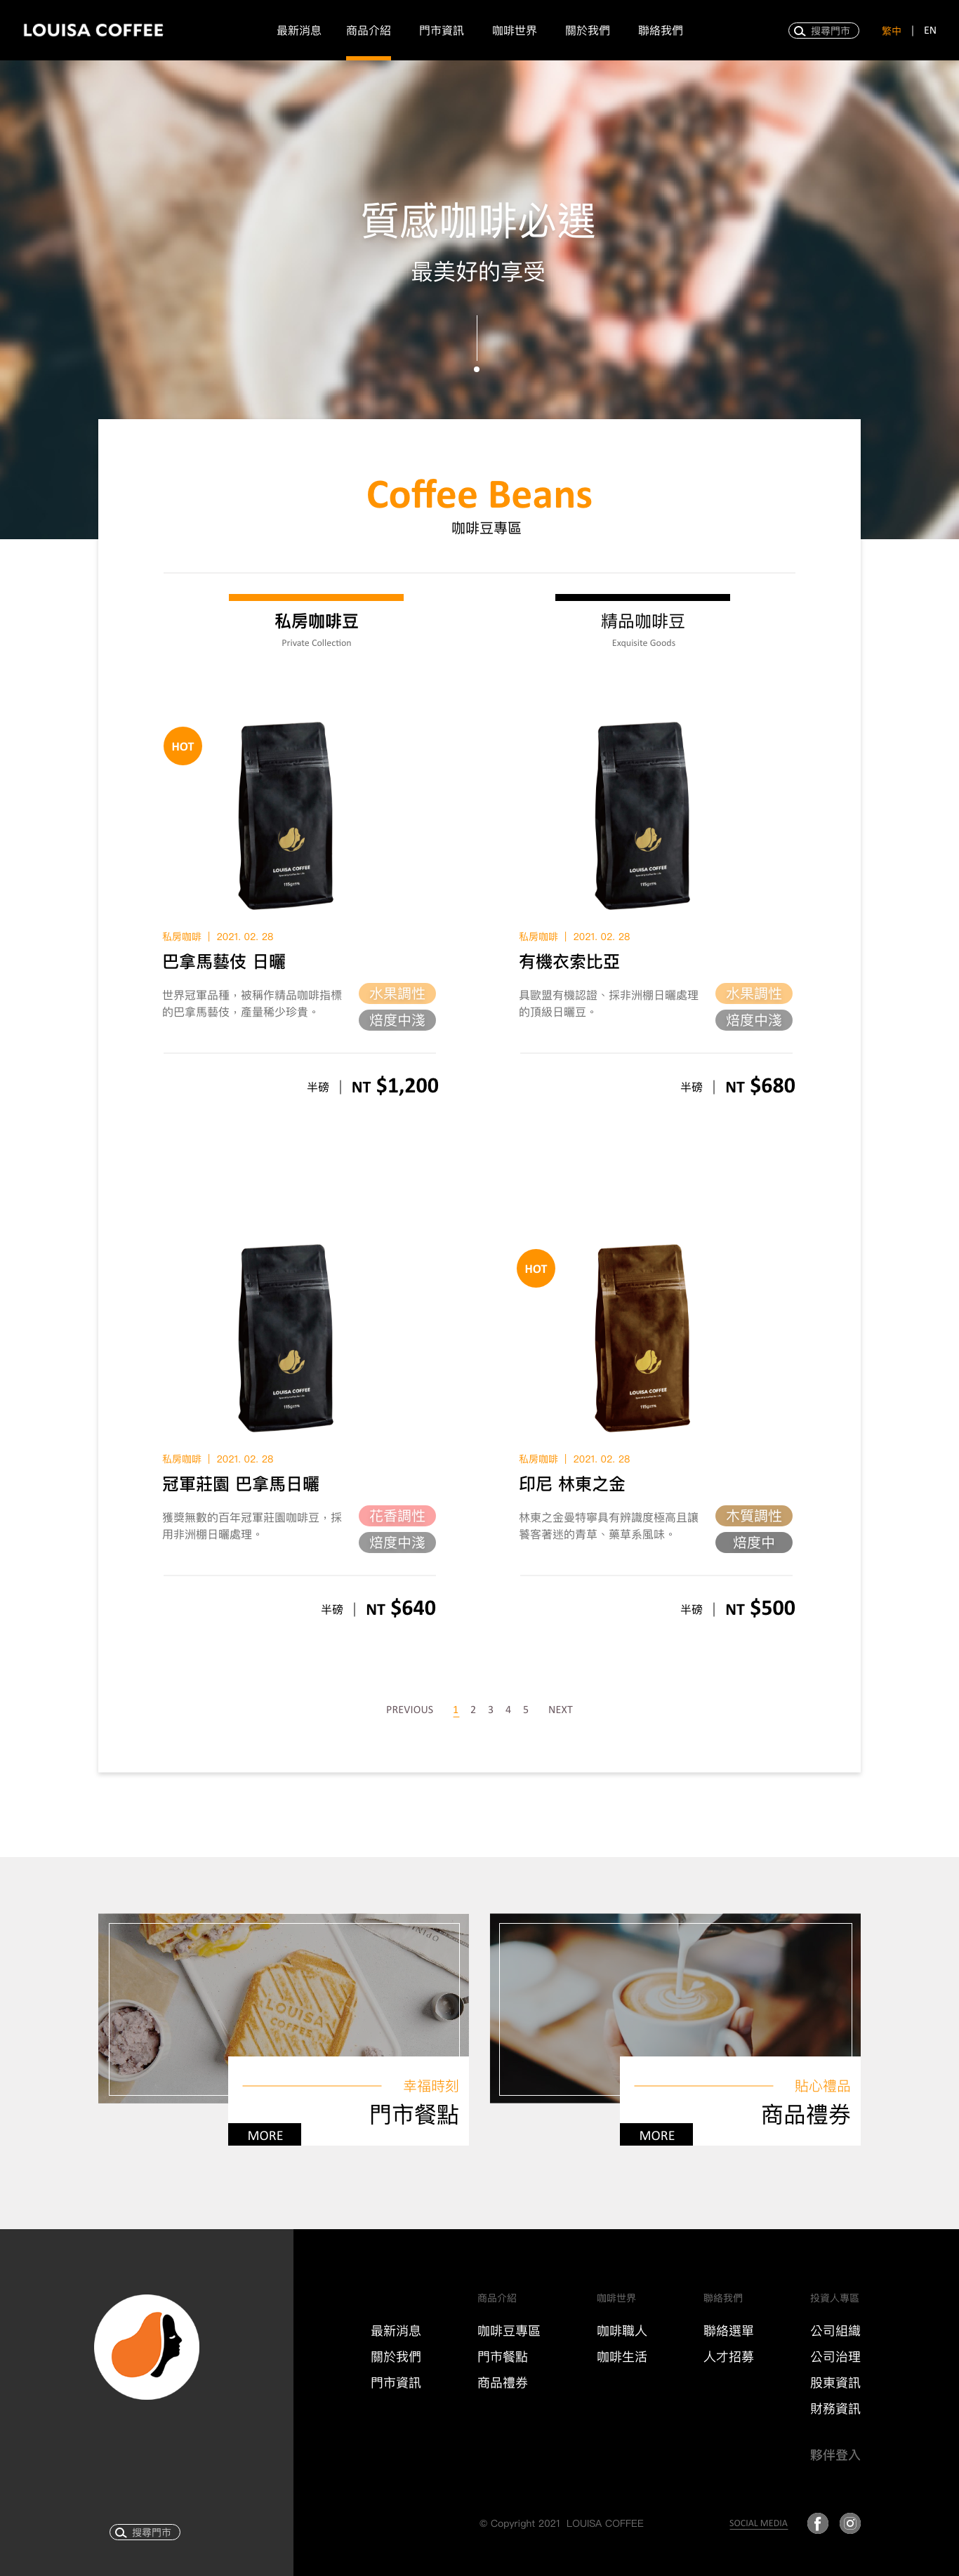 LOUISA COFFEE
最新消息 商品介紹 門市資訊 咖啡世界 關於我們 聯絡我們
搜尋門市
繁中 | EN
質感咖啡必選
最美好的享受
Coffee Beans
咖啡豆專區
私房咖啡豆
Private Collection
精品咖啡豆
Exquisite Goods
HOT
LOUISA COFFEE
LOUISA COFFEE
私房咖啡 | 2021. 02. 28
巴拿馬藝伎 日曬
世界冠軍品種，被稱作精品咖啡指標
的巴拿馬藝伎，產量稀少珍貴。
水果調性
焙度中淺
半磅 | NT $1,200
私房咖啡 | 2021. 02. 28
有機衣索比亞
具歐盟有機認證、採非洲棚日曬處理
的頂級日曬豆。
水果調性
焙度中淺
半磅 | NT $680
HOT
LOUISA COFFEE
LOUISA COFFEE
私房咖啡 | 2021. 02. 28
冠軍莊園 巴拿馬日曬
獲獎無數的百年冠軍莊園咖啡豆，採
用非洲棚日曬處理。
花香調性
焙度中淺
半磅 | NT $640
私房咖啡 | 2021. 02. 28
印尼 林東之金
林東之金曼特寧具有辨識度極高且讓
饕客著迷的青草、藥草系風味。
木質調性
焙度中
半磅 | NT $500
PREVIOUS 1 2 3 4 5 NEXT
LOUISA
COFFEE
幸福時刻
門市餐點
MORE
貼心禮品
商品禮券
MORE
最新消息
關於我們
門市資訊
商品介紹
咖啡豆專區
門市餐點
商品禮券
咖啡世界
咖啡職人
咖啡生活
聯絡我們
聯絡選單
人才招募
投資人專區
公司組織
公司治理
股東資訊
財務資訊
夥伴登入
搜尋門市
© Copyright 2021 LOUISA COFFEE
SOCIAL MEDIA